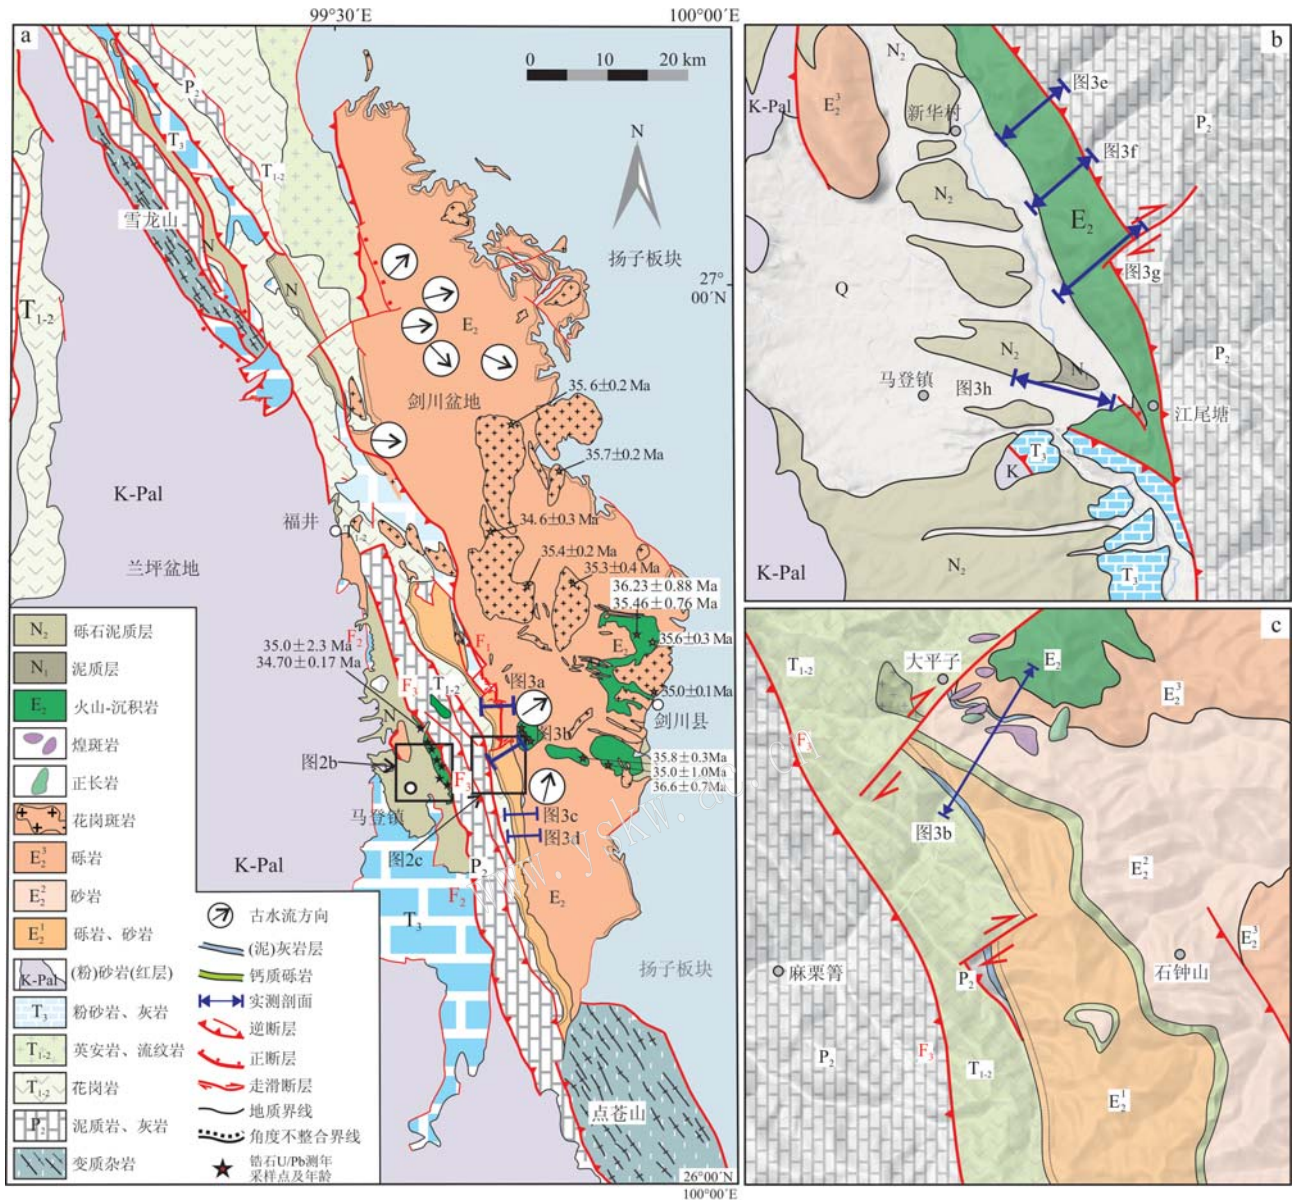 99°30′
100°00′E
a
0 10 20 km
N
P₂
T₃
T₁₋₂
雪龙山
N
N
扬子板块
27°
00′N
E₂
T₁₋₂
剑川盆地
35.6±0.2 Ma
35.7±0.2 Ma
K-Pal
34.6±0.3 Ma
福井
T₁₋₂
兰坪盆地
35.4±0.2 Ma
35.3±0.4 Ma
36.23±0.88 Ma
35.46±0.76 Ma
F₂
F₁
E₂
35.6±0.3 Ma
35.0±2.3 Ma
34.70±0.17 Ma
F₃
T₁₋₂
图3a
35.0±0.1Ma
剑川县
N
图3b
图2b
F₃
35.8±0.3Ma
35.0±1.0Ma
36.6±0.7Ma
马登镇
图3c
图3d
图2c
K-Pal
P₂
F₂
E₂
T₃
扬子板块
点苍山
26°00′N
100°00′E
www.yskw.ac.cn
N₂ 砾石泥质层
N₁ 泥质层
E₂ 火山-沉积岩
煌斑岩
正长岩
花岗斑岩
E₂³ 砾岩
E₂² 砂岩
E₂¹ 砾岩、砂岩
K-Pal (粉)砂岩(红层)
T₃ 粉砂岩、灰岩
T₁₋₂ 英安岩、流纹岩
T₁₋₂ 花岗岩
P₂ 泥质岩、灰岩
变质杂岩
古水流方向
(泥)灰岩层
钙质砾岩
实测剖面
逆断层
正断层
走滑断层
地质界线
角度不整合界线
锆石U/Pb测年
采样点及年龄
b
N₂
图3e
K-Pal
E₂³
新华村
P₂
图3f
N₂
E₂
图3g
Q
N₂
N
P₂
马登镇
图3h
江尾塘
T₃
K
N₂
K-Pal
T₃
c
T₁₋₂
大平子
E₂
E₂³
F₃
图3b
E₂²
麻栗箐
P₂
石钟山
E₂³
P₂
F₃
T₁₋₂
E₂¹